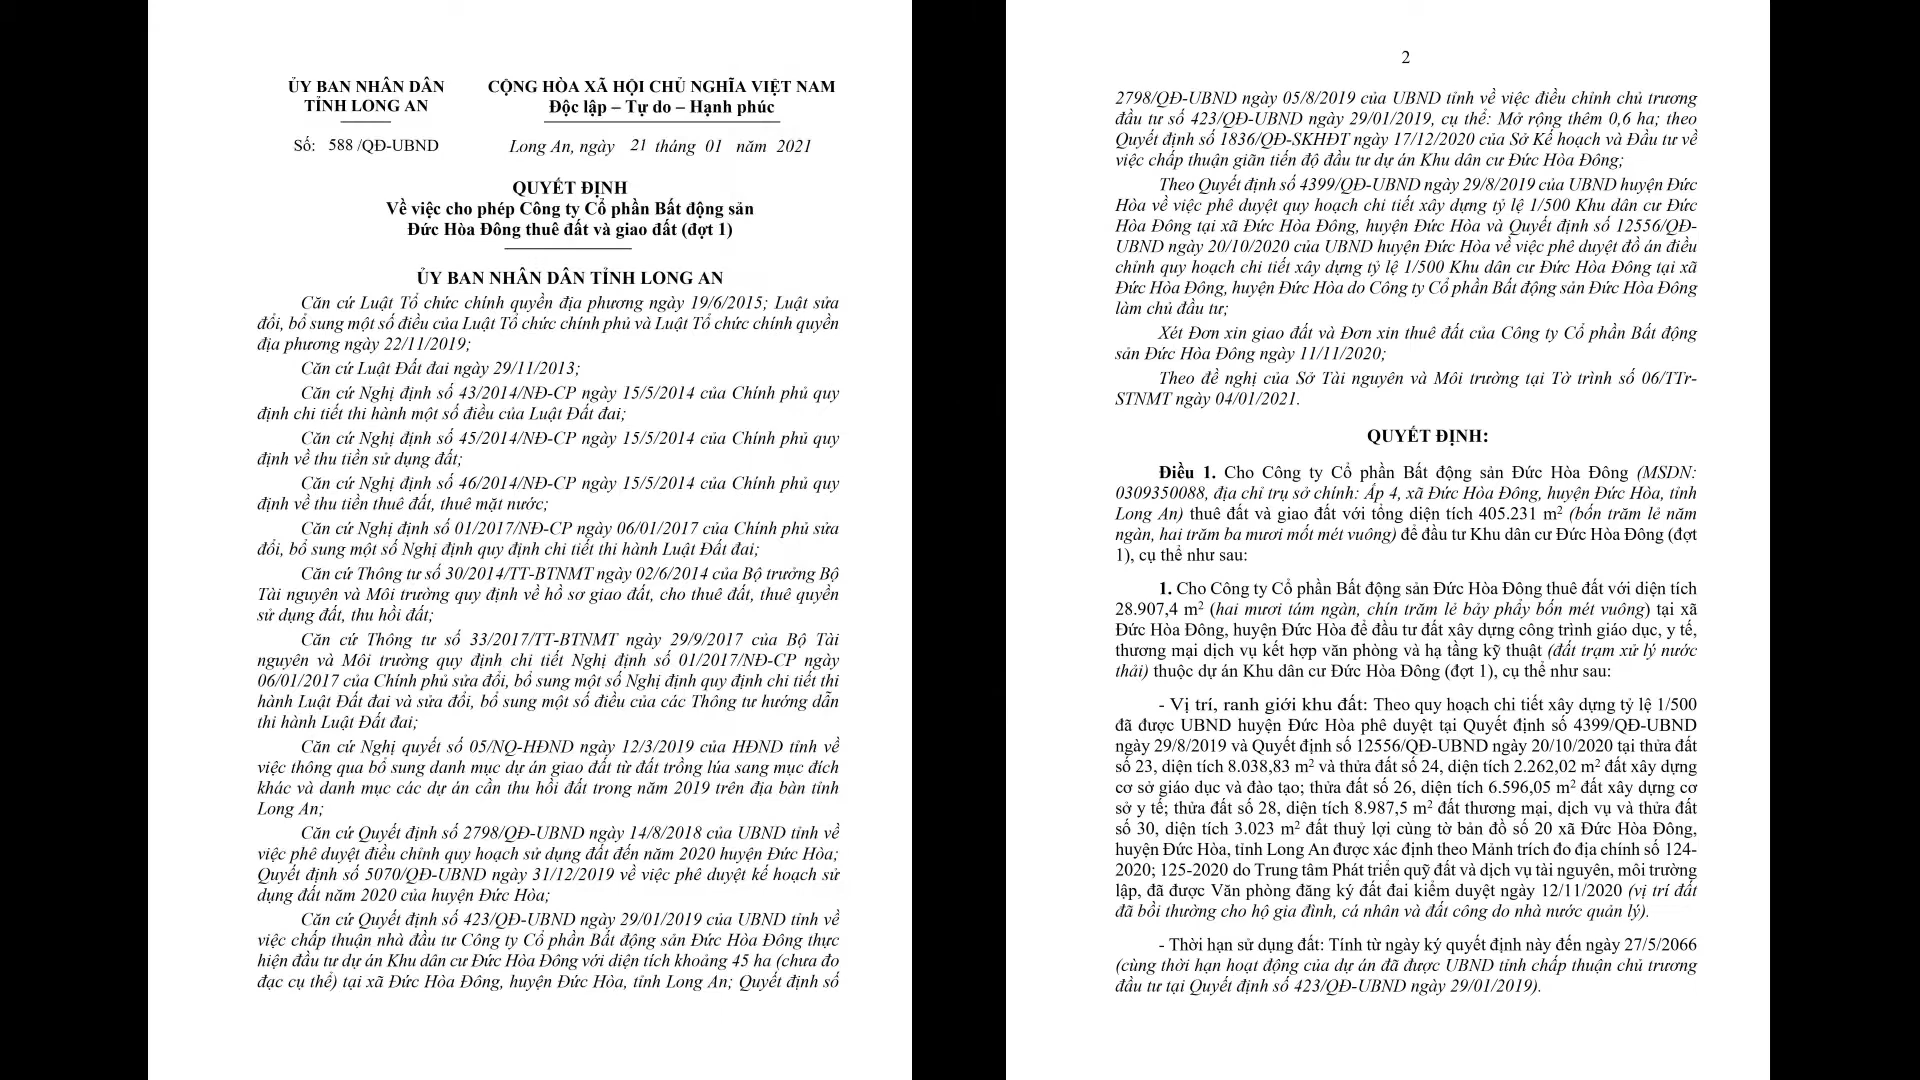 ỦY BAN NHÂN DÂN
TỈNH LONG AN
CỘNG HÒA XÃ HỘI CHỦ NGHĨA VIỆT NAM
Độc lập – Tự do – Hạnh phúc
Số: 588 /QĐ-UBND
Long An, ngày 21 tháng 01 năm 2021
QUYẾT ĐỊNH
Về việc cho phép Công ty Cổ phần Bất động sản
Đức Hòa Đông thuê đất và giao đất (đợt 1)
ỦY BAN NHÂN DÂN TỈNH LONG AN
Căn cứ Luật Tổ chức chính quyền địa phương ngày 19/6/2015; Luật sửa
đổi, bổ sung một số điều của Luật Tổ chức chính phủ và Luật Tổ chức chính quyền
địa phương ngày 22/11/2019;
Căn cứ Luật Đất đai ngày 29/11/2013;
Căn cứ Nghị định số 43/2014/NĐ-CP ngày 15/5/2014 của Chính phủ quy
định chi tiết thi hành một số điều của Luật Đất đai;
Căn cứ Nghị định số 45/2014/NĐ-CP ngày 15/5/2014 của Chính phủ quy
định về thu tiền sử dụng đất;
Căn cứ Nghị định số 46/2014/NĐ-CP ngày 15/5/2014 của Chính phủ quy
định về thu tiền thuê đất, thuê mặt nước;
Căn cứ Nghị định số 01/2017/NĐ-CP ngày 06/01/2017 của Chính phủ sửa
đổi, bổ sung một số Nghị định quy định chi tiết thi hành Luật Đất đai;
Căn cứ Thông tư số 30/2014/TT-BTNMT ngày 02/6/2014 của Bộ trưởng Bộ
Tài nguyên và Môi trường quy định về hồ sơ giao đất, cho thuê đất, thuê quyền
sử dụng đất, thu hồi đất;
Căn cứ Thông tư số 33/2017/TT-BTNMT ngày 29/9/2017 của Bộ Tài
nguyên và Môi trường quy định chi tiết Nghị định số 01/2017/NĐ-CP ngày
06/01/2017 của Chính phủ sửa đổi, bổ sung một số Nghị định quy định chi tiết thi
hành Luật Đất đai và sửa đổi, bổ sung một số điều của các Thông tư hướng dẫn
thi hành Luật Đất đai;
Căn cứ Nghị quyết số 05/NQ-HĐND ngày 12/3/2019 của HĐND tỉnh về
việc thông qua bổ sung danh mục dự án giao đất từ đất trồng lúa sang mục đích
khác và danh mục các dự án cần thu hồi đất trong năm 2019 trên địa bàn tỉnh
Long An;
Căn cứ Quyết định số 2798/QĐ-UBND ngày 14/8/2018 của UBND tỉnh về
việc phê duyệt điều chỉnh quy hoạch sử dụng đất đến năm 2020 huyện Đức Hòa;
Quyết định số 5070/QĐ-UBND ngày 31/12/2019 về việc phê duyệt kế hoạch sử
dụng đất năm 2020 của huyện Đức Hòa;
Căn cứ Quyết định số 423/QĐ-UBND ngày 29/01/2019 của UBND tỉnh về
việc chấp thuận nhà đầu tư Công ty Cổ phần Bất động sản Đức Hòa Đông thực
hiện đầu tư dự án Khu dân cư Đức Hòa Đông với diện tích khoảng 45 ha (chưa đo
đạc cụ thể) tại xã Đức Hòa Đông, huyện Đức Hòa, tỉnh Long An; Quyết định số
2
2798/QĐ-UBND ngày 05/8/2019 của UBND tỉnh về việc điều chỉnh chủ trương
đầu tư số 423/QĐ-UBND ngày 29/01/2019, cụ thể: Mở rộng thêm 0,6 ha; theo
Quyết định số 1836/QĐ-SKHĐT ngày 17/12/2020 của Sở Kế hoạch và Đầu tư về
việc chấp thuận giãn tiến độ đầu tư dự án Khu dân cư Đức Hòa Đông;
Theo Quyết định số 4399/QĐ-UBND ngày 29/8/2019 của UBND huyện Đức
Hòa về việc phê duyệt quy hoạch chi tiết xây dựng tỷ lệ 1/500 Khu dân cư Đức
Hòa Đông tại xã Đức Hòa Đông, huyện Đức Hòa và Quyết định số 12556/QĐ-
UBND ngày 20/10/2020 của UBND huyện Đức Hòa về việc phê duyệt đồ án điều
chỉnh quy hoạch chi tiết xây dựng tỷ lệ 1/500 Khu dân cư Đức Hòa Đông tại xã
Đức Hòa Đông, huyện Đức Hòa do Công ty Cổ phần Bất động sản Đức Hòa Đông
làm chủ đầu tư;
Xét Đơn xin giao đất và Đơn xin thuê đất của Công ty Cổ phần Bất động
sản Đức Hòa Đông ngày 11/11/2020;
Theo đề nghị của Sở Tài nguyên và Môi trường tại Tờ trình số 06/TTr-
STNMT ngày 04/01/2021.
QUYẾT ĐỊNH:
Điều 1. Cho Công ty Cổ phần Bất động sản Đức Hòa Đông (MSDN:
0309350088, địa chỉ trụ sở chính: Ấp 4, xã Đức Hòa Đông, huyện Đức Hòa, tỉnh
Long An) thuê đất và giao đất với tổng diện tích 405.231 m² (bốn trăm lẻ năm
ngàn, hai trăm ba mươi mốt mét vuông) để đầu tư Khu dân cư Đức Hòa Đông (đợt
1), cụ thể như sau:
1. Cho Công ty Cổ phần Bất động sản Đức Hòa Đông thuê đất với diện tích
28.907,4 m² (hai mươi tám ngàn, chín trăm lẻ bảy phẩy bốn mét vuông) tại xã
Đức Hòa Đông, huyện Đức Hòa để đầu tư đất xây dựng công trình giáo dục, y tế,
thương mại dịch vụ kết hợp văn phòng và hạ tầng kỹ thuật (đất trạm xử lý nước
thải) thuộc dự án Khu dân cư Đức Hòa Đông (đợt 1), cụ thể như sau:
- Vị trí, ranh giới khu đất: Theo quy hoạch chi tiết xây dựng tỷ lệ 1/500
đã được UBND huyện Đức Hòa phê duyệt tại Quyết định số 4399/QĐ-UBND
ngày 29/8/2019 và Quyết định số 12556/QĐ-UBND ngày 20/10/2020 tại thửa đất
số 23, diện tích 8.038,83 m² và thửa đất số 24, diện tích 2.262,02 m² đất xây dựng
cơ sở giáo dục và đào tạo; thửa đất số 26, diện tích 6.596,05 m² đất xây dựng cơ
sở y tế; thửa đất số 28, diện tích 8.987,5 m² đất thương mại, dịch vụ và thửa đất
số 30, diện tích 3.023 m² đất thuỷ lợi cùng tờ bản đồ số 20 xã Đức Hòa Đông,
huyện Đức Hòa, tỉnh Long An được xác định theo Mảnh trích đo địa chính số 124-
2020; 125-2020 do Trung tâm Phát triển quỹ đất và dịch vụ tài nguyên, môi trường
lập, đã được Văn phòng đăng ký đất đai kiểm duyệt ngày 12/11/2020 (vị trí đất
đã bồi thường cho hộ gia đình, cá nhân và đất công do nhà nước quản lý).
- Thời hạn sử dụng đất: Tính từ ngày ký quyết định này đến ngày 27/5/2066
(cùng thời hạn hoạt động của dự án đã được UBND tỉnh chấp thuận chủ trương
đầu tư tại Quyết định số 423/QĐ-UBND ngày 29/01/2019).